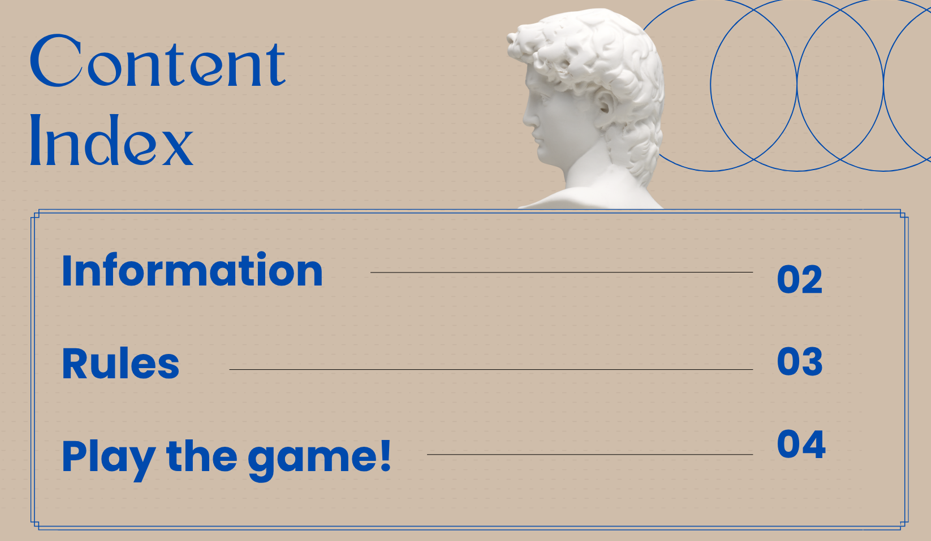 Content
Index
Information 02
Rules 03
Play the game! 04